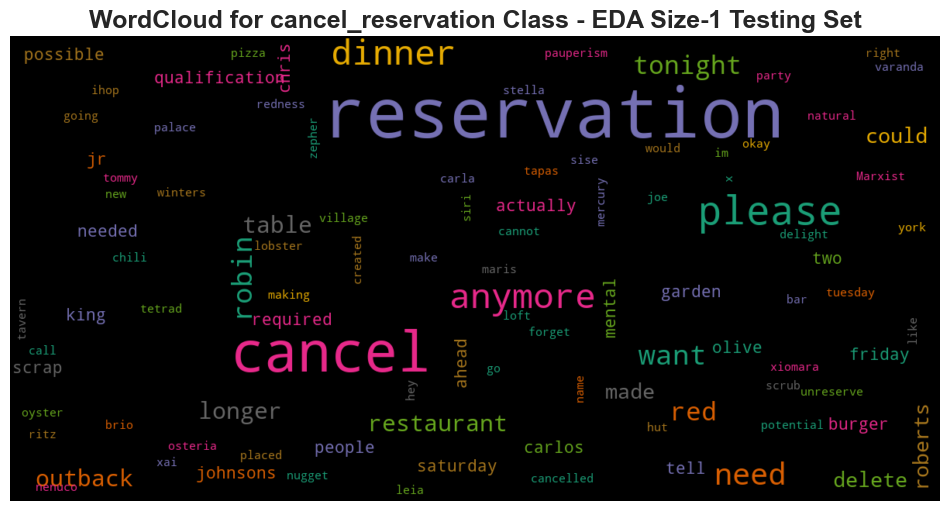 WordCloud for cancel_reservation Class - EDA Size-1 Testing Set
possible
pizza
chris
dinner
pauperism
tonight
right
varanda
qualification
party
ihop
redness
stella
reservation
going
palace
zepher
natural
could
would
okay
im
jr
sise
tapas
tommy
new
winters
carla
siri
mercury
joe
x
Marxist
actually
please
needed
table
village
cannot
delight
york
chili
robin
lobster
created
make
maris
two
king
tetrad
making
required
anymore
loft
mental
garden
bar
tuesday
tavern
call
scrap
cancel
forget
ahead
go
want
olive
friday
like
xiomara
hey
name
made
scrub
unreserve
oyster
ritz
brio
longer
restaurant
red
hut
potential
burger
roberts
osteria
placed
people
carlos
xai
outback
nenuco
johnsons
nugget
saturday
leia
cancelled
tell
need
delete